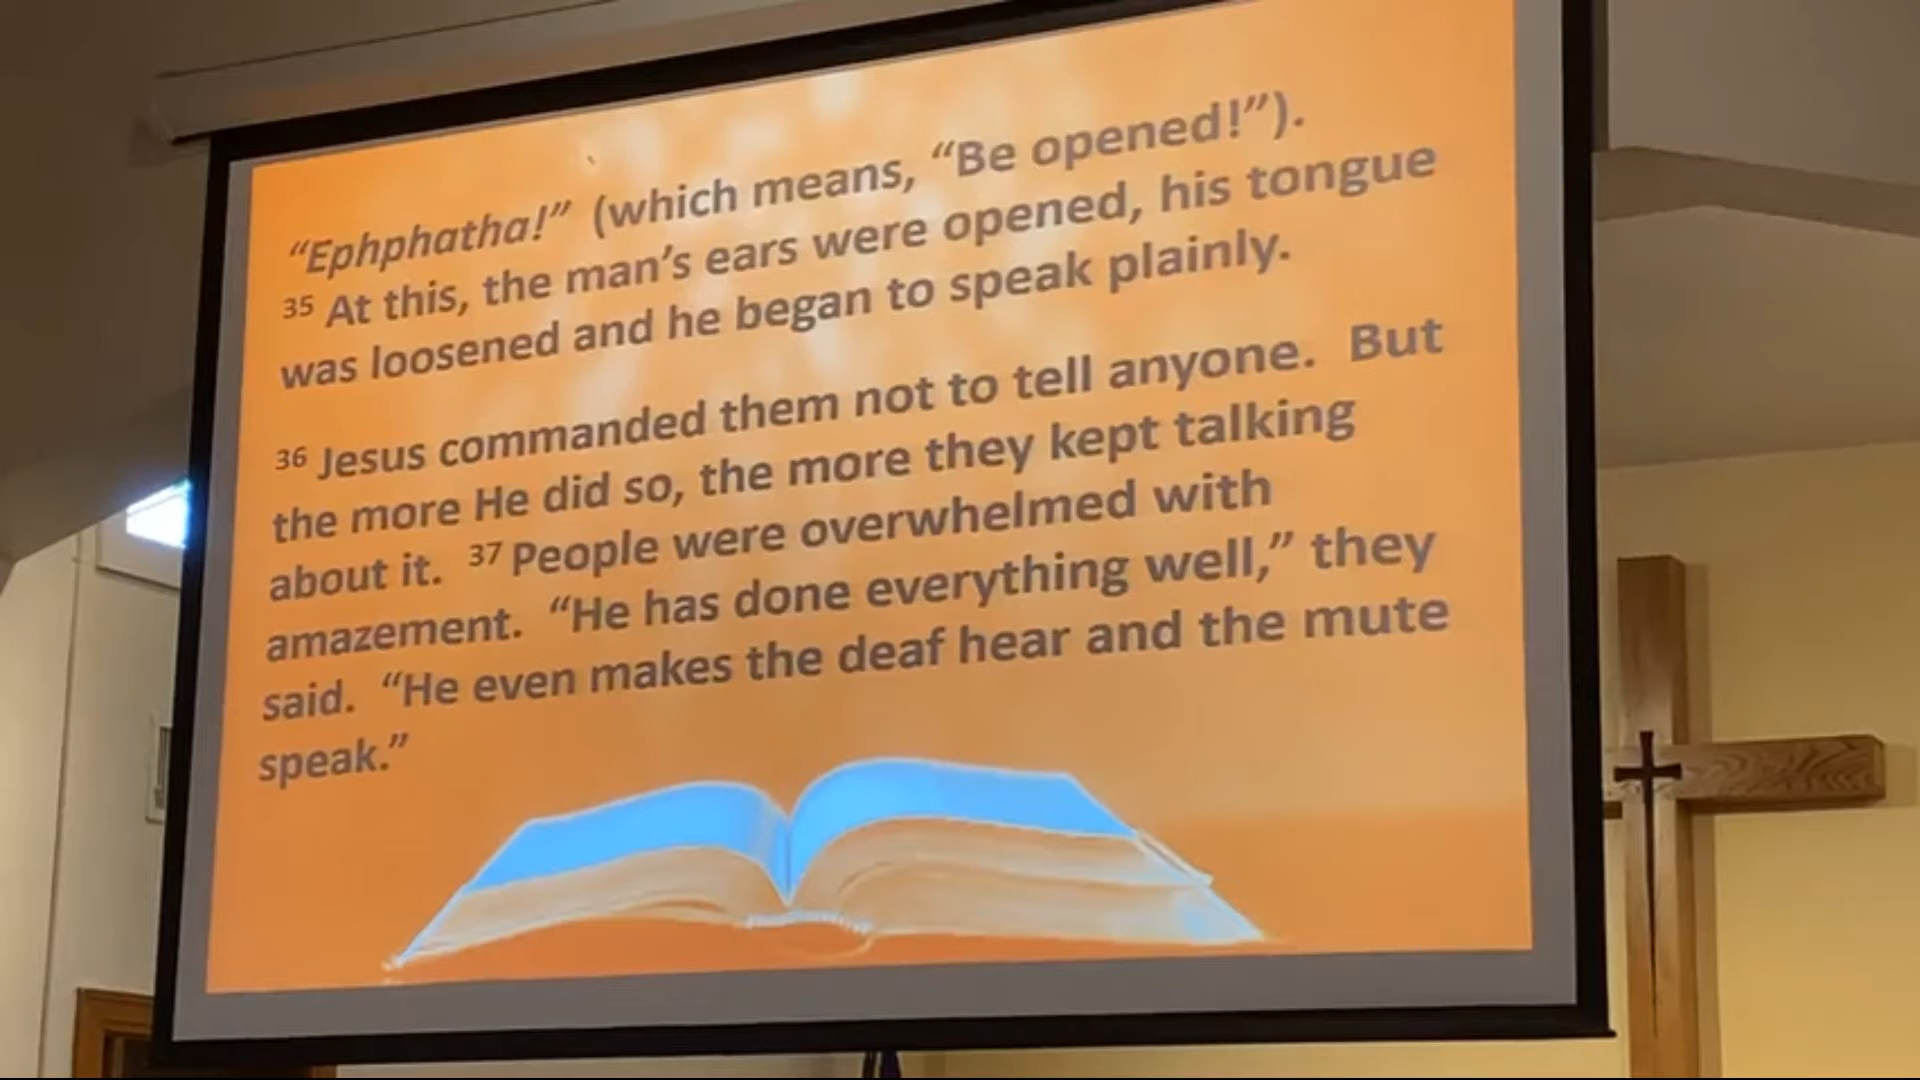 “Ephphatha!” (which means, “Be opened!”).
35 At this, the man’s ears were opened, his tongue
was loosened and he began to speak plainly.
36 Jesus commanded them not to tell anyone. But
the more He did so, the more they kept talking
about it. 37 People were overwhelmed with
amazement. “He has done everything well,” they
said. “He even makes the deaf hear and the mute
speak.”